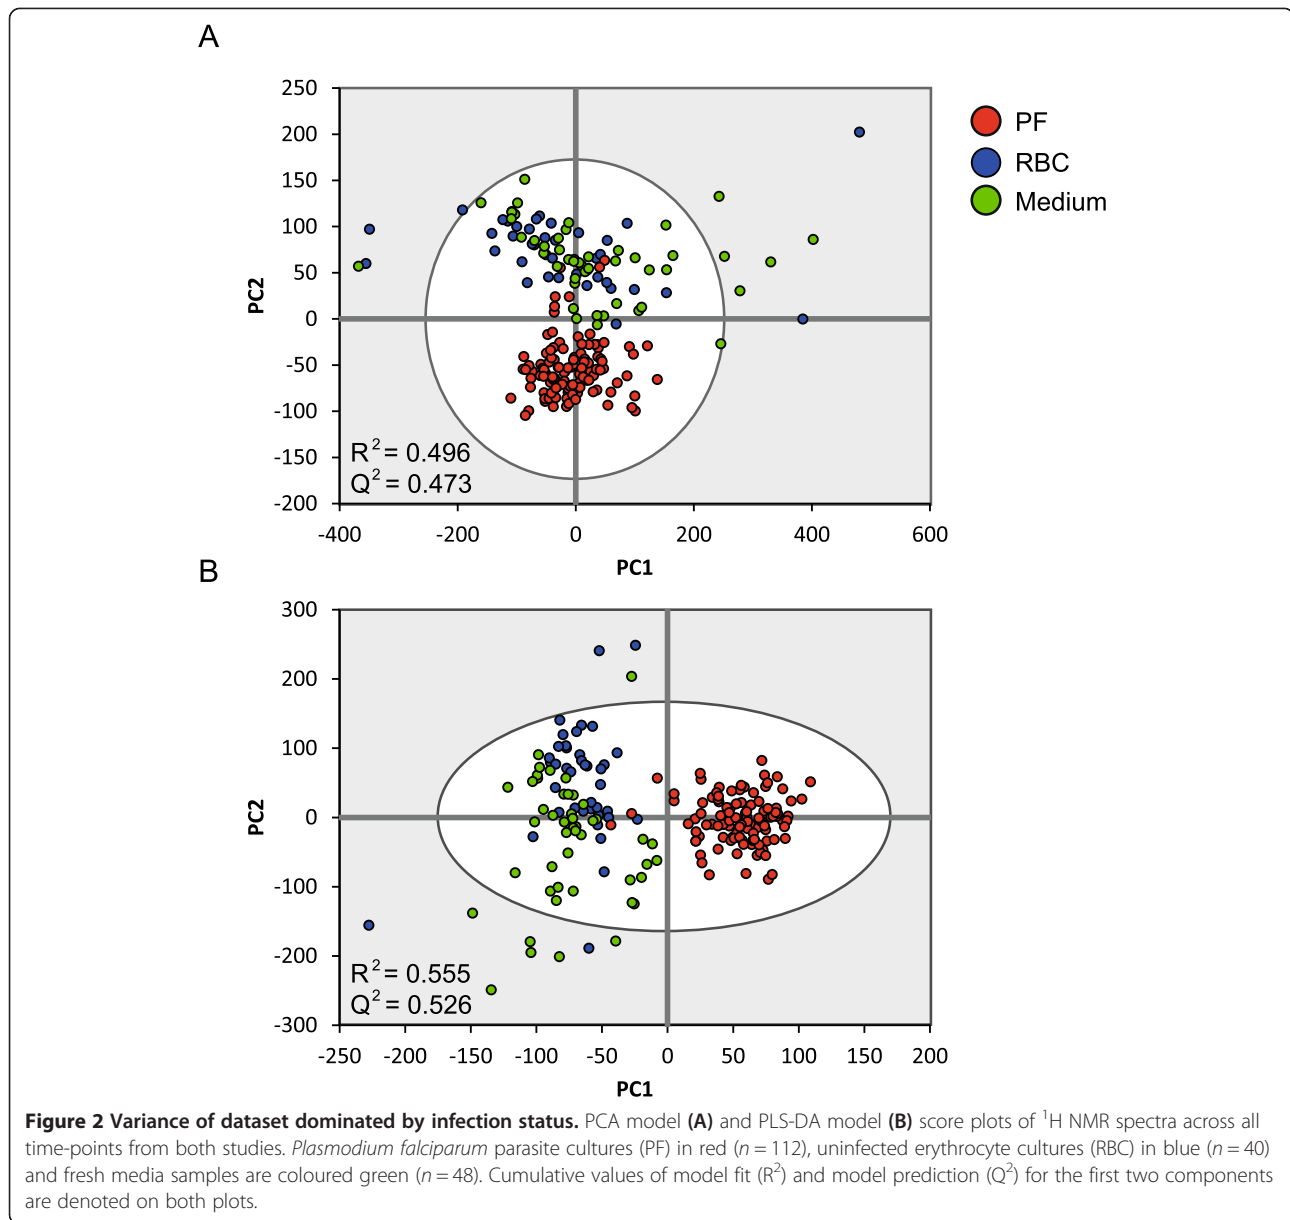 A
250
200
150
100
50
0
-50
-100
-150
-200
PC2
-400 -200 0 200 400 600
PC1
R2 = 0.496
Q2 = 0.473
PF
RBC
Medium
B
300
200
100
0
-100
-200
-300
PC2
-250 -200 -150 -100 -50 0 50 100 150 200
PC1
R2 = 0.555
Q2 = 0.526
Figure 2 Variance of dataset dominated by infection status. PCA model (A) and PLS-DA model (B) score plots of 1H NMR spectra across all
time-points from both studies. Plasmodium falciparum parasite cultures (PF) in red (n = 112), uninfected erythrocyte cultures (RBC) in blue (n = 40)
and fresh media samples are coloured green (n = 48). Cumulative values of model fit (R2) and model prediction (Q2) for the first two components
are denoted on both plots.